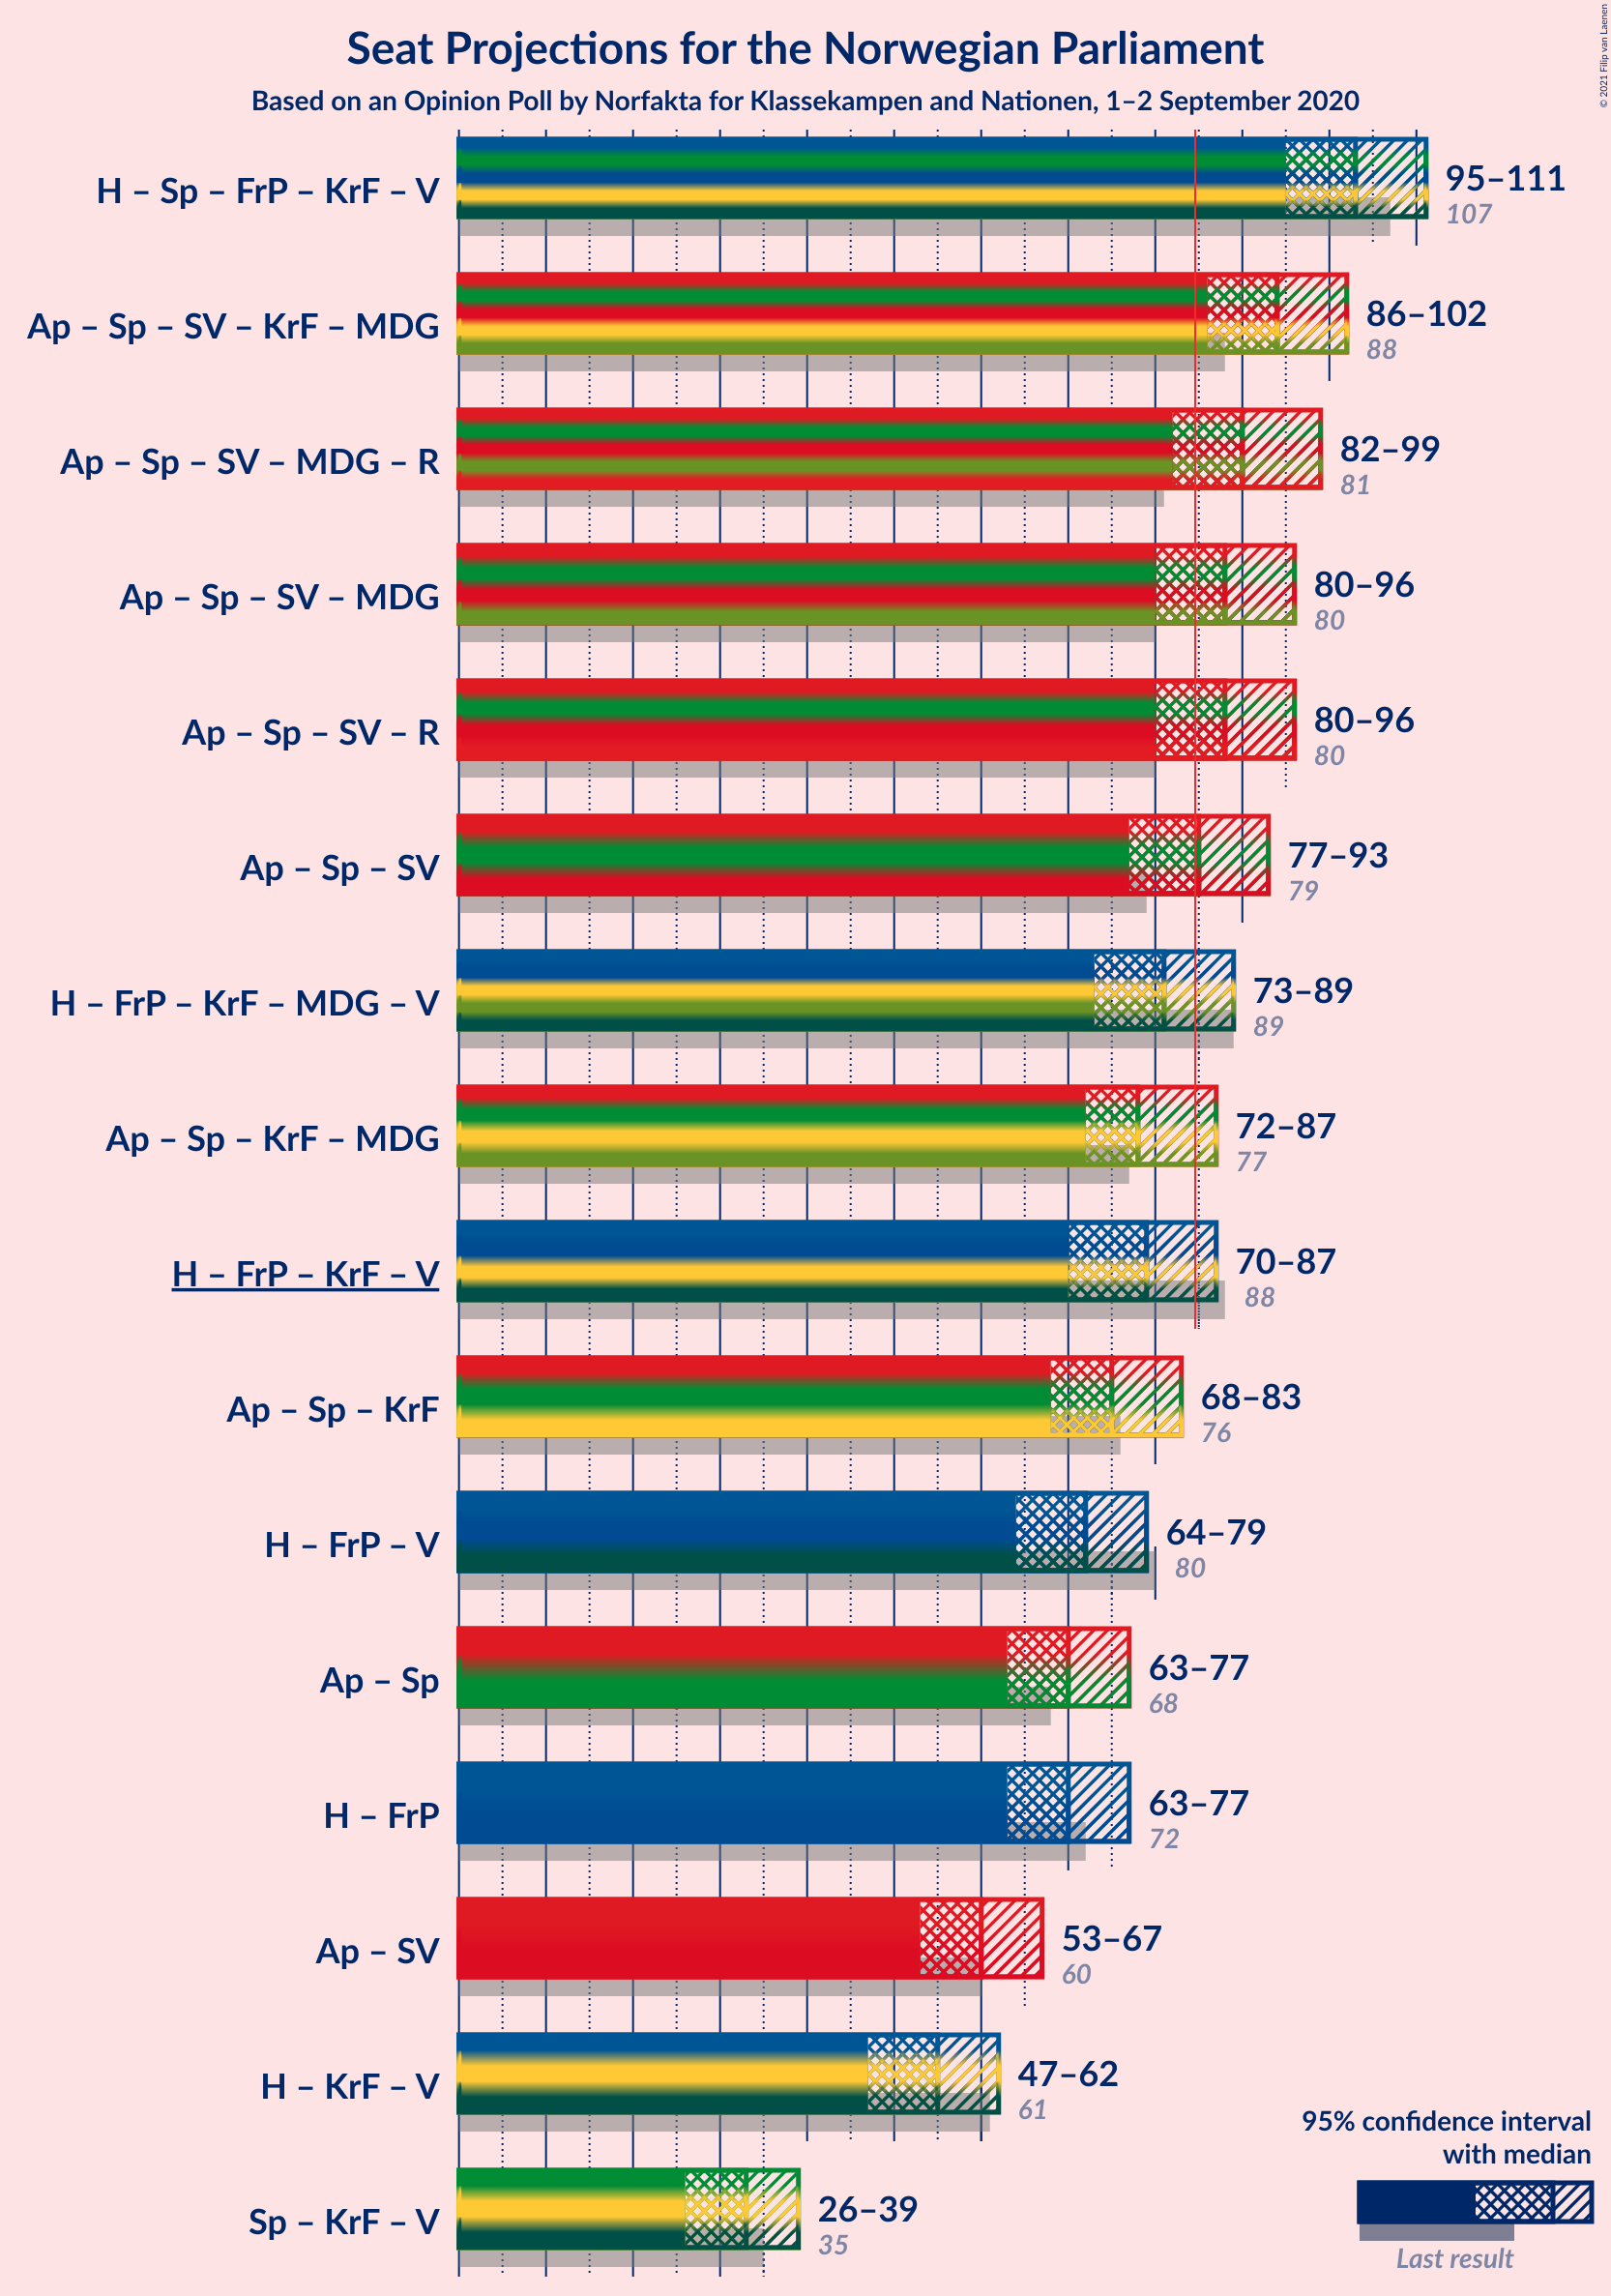 © 2021 Filip van Laenen
Seat Projections for the Norwegian Parliament
Based on an Opinion Poll by Norfakta for Klassekampen and Nationen, 1–2 September 2020
H – Sp – FrP – KrF – V
95–111
107
Ap – Sp – SV – KrF – MDG
86–102
88
Ap – Sp – SV – MDG – R
82–99
81
Ap – Sp – SV – MDG
80–96
80
Ap – Sp – SV – R
80–96
80
Ap – Sp – SV
77–93
79
H – FrP – KrF – MDG – V
73–89
89
Ap – Sp – KrF – MDG
72–87
77
H – FrP – KrF – V
70–87
88
Ap – Sp – KrF
68–83
76
H – FrP – V
64–79
80
Ap – Sp
63–77
68
H – FrP
63–77
72
Ap – SV
53–67
60
H – KrF – V
47–62
61
Sp – KrF – V
26–39
35
95% confidence interval
with median
Last result